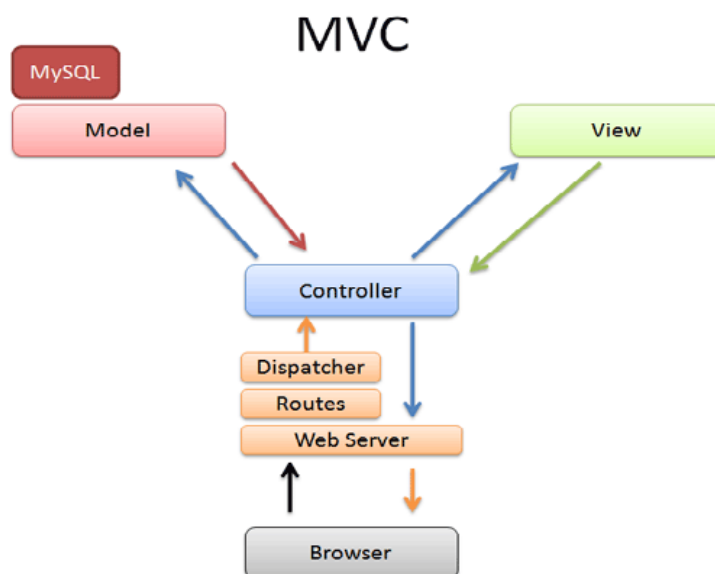 MVC
MySQL
Model
View
Controller
Dispatcher
Routes
Web Server
Browser